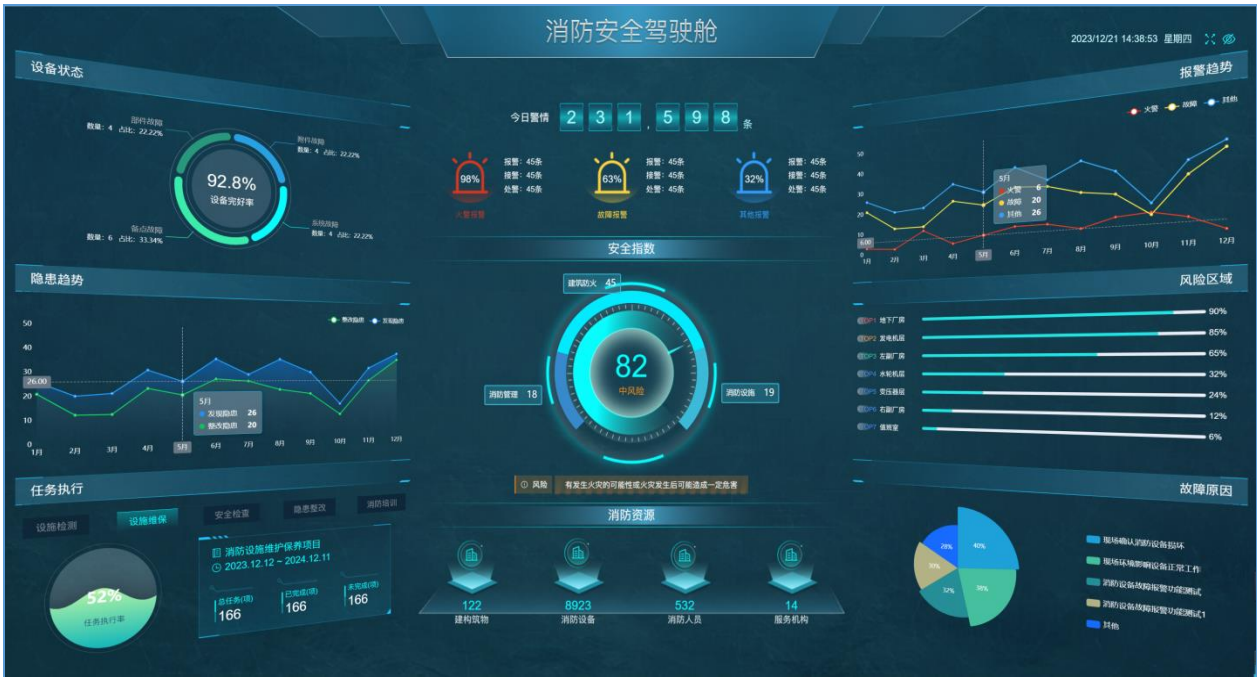 消防安全驾驶舱
2023/12/21 14:38:53 星期四
设备状态
部件故障
数量: 4 占比: 22.22%
附件故障
数量: 4 占比: 22.22%
92.8%
设备完好率
备点故障
数量: 6 占比: 33.34%
系统故障
数量: 4 占比: 22.22%
隐患趋势
整改隐患 发现隐患
50
40
30
26.00
20
10
0
5月
发现隐患 26
整改隐患 20
1月 2月 3月 4月 5月 6月 7月 8月 9月 10月 11月 12月
任务执行
设施检测 设施维保 安全检查 隐患整改 消防培训
52%
任务执行率
消防设施维护保养项目
2023.12.12 ~ 2024.12.11
总任务(项) 已完成(项) 未完成(项)
166 166 166
今日警情 231,598 条
98%
火警报警
报警: 45条
接警: 45条
处警: 45条
63%
故障报警
报警: 45条
接警: 45条
处警: 45条
32%
其他报警
报警: 45条
接警: 45条
处警: 45条
安全指数
建筑防火 45
消防管理 18
82
中风险
消防设施 19
风险 有发生火灾的可能性或火灾发生后可能造成一定危害
消防资源
122 8923 532 14
建构筑物 消防设备 消防人员 服务机构
报警趋势
火警 故障 其他
50
40
30
20
10
6.00
0
5月
火警 6
故障 20
其他 26
1月 2月 3月 4月 5月 6月 7月 8月 9月 10月 11月 12月
风险区域
TOP1 地下厂房 90%
TOP2 发电机层 85%
TOP3 左副厂房 65%
TOP4 水轮机层 32%
TOP5 变压器层 24%
TOP6 右副厂房 12%
TOP7 值班室 6%
故障原因
28% 40%
39% 38%
32%
现场确认消防设备损坏
现场环境影响设备正常工作
消防设备故障报警功能测试
消防设备故障报警功能测试1
其他